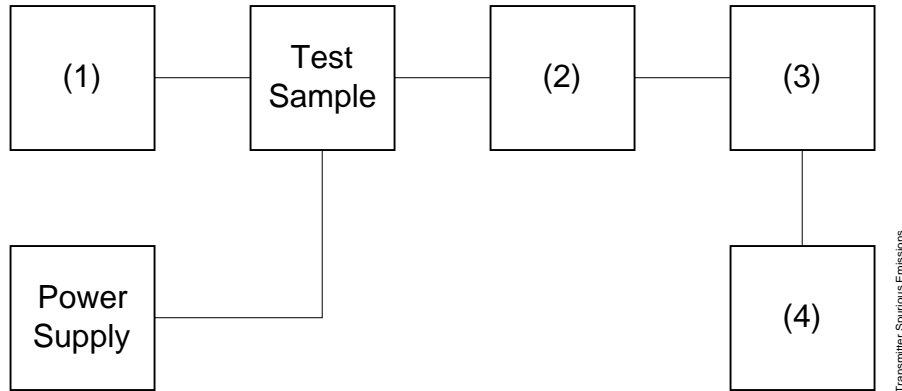 (1)
Test
Sample
(2)
(3)
Power
Supply
(4)
Transmitter Spurious Emissions